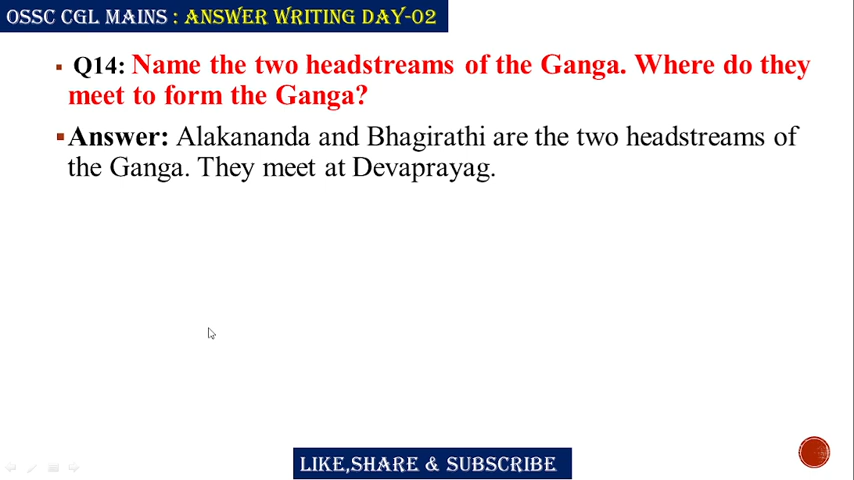 OSSC CGL MAINS : ANSWER WRITING DAY-02
▪ Q14: Name the two headstreams of the Ganga. Where do they
meet to form the Ganga?
▪Answer: Alakananda and Bhagirathi are the two headstreams of
the Ganga. They meet at Devaprayag.
LIKE,SHARE & SUBSCRIBE